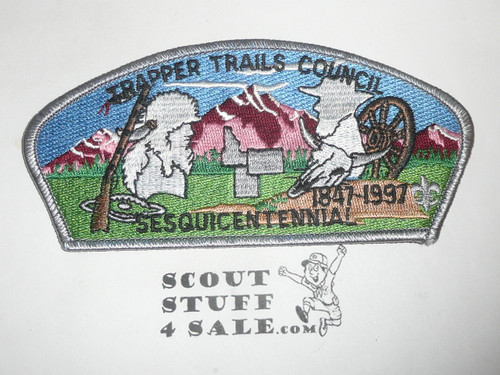 TRAPPER TRAILS COUNCIL
1847-1997
SESQUICENTENNIAL
SCOUT
STUFF
4 SALE.COM